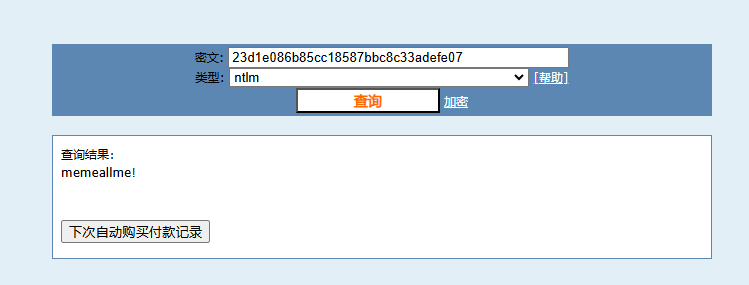 密文： 23d1e086b85cc18587bbc8c33adefe07
类型： ntlm [帮助]
查询 加密
查询结果：
memeallme!
下次自动购买付款记录